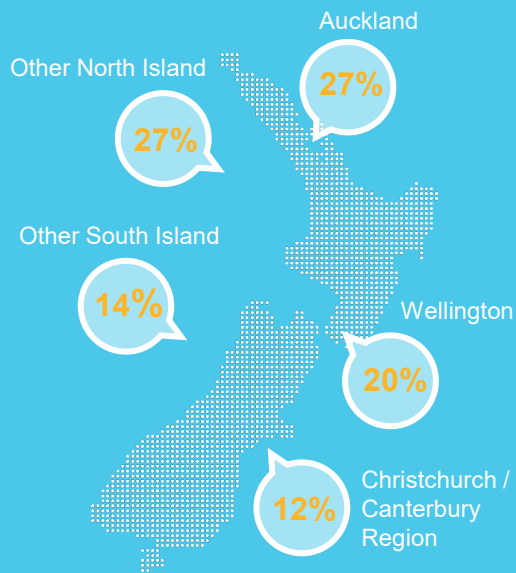 Auckland
27%
Other North Island
27%
Other South Island
14%
Wellington
20%
Christchurch /
Canterbury
Region
12%